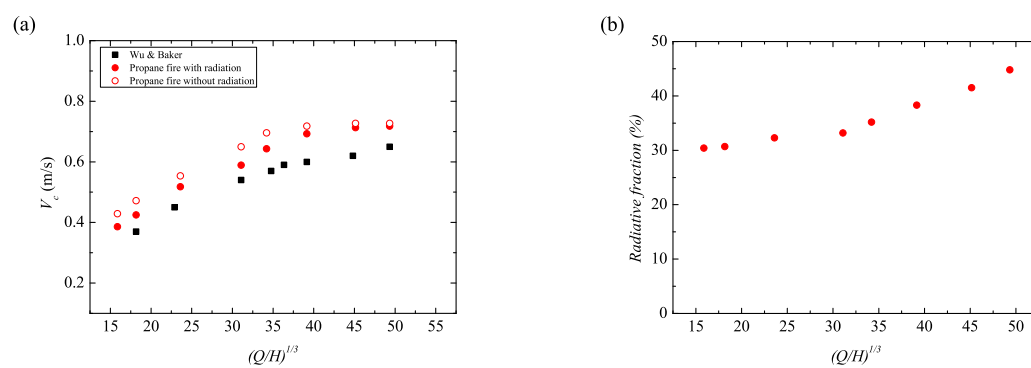 (a)
1.0
0.8
0.6
0.4
0.2
V_c (m/s)
Wu & Baker
Propane fire with radiation
Propane fire without radiation
15 20 25 30 35 40 45 50 55
(Q/H)^{1/3}
(b)
50
40
30
20
10
0
Radiative fraction (%)
15 20 25 30 35 40 45 50
(Q/H)^{1/3}